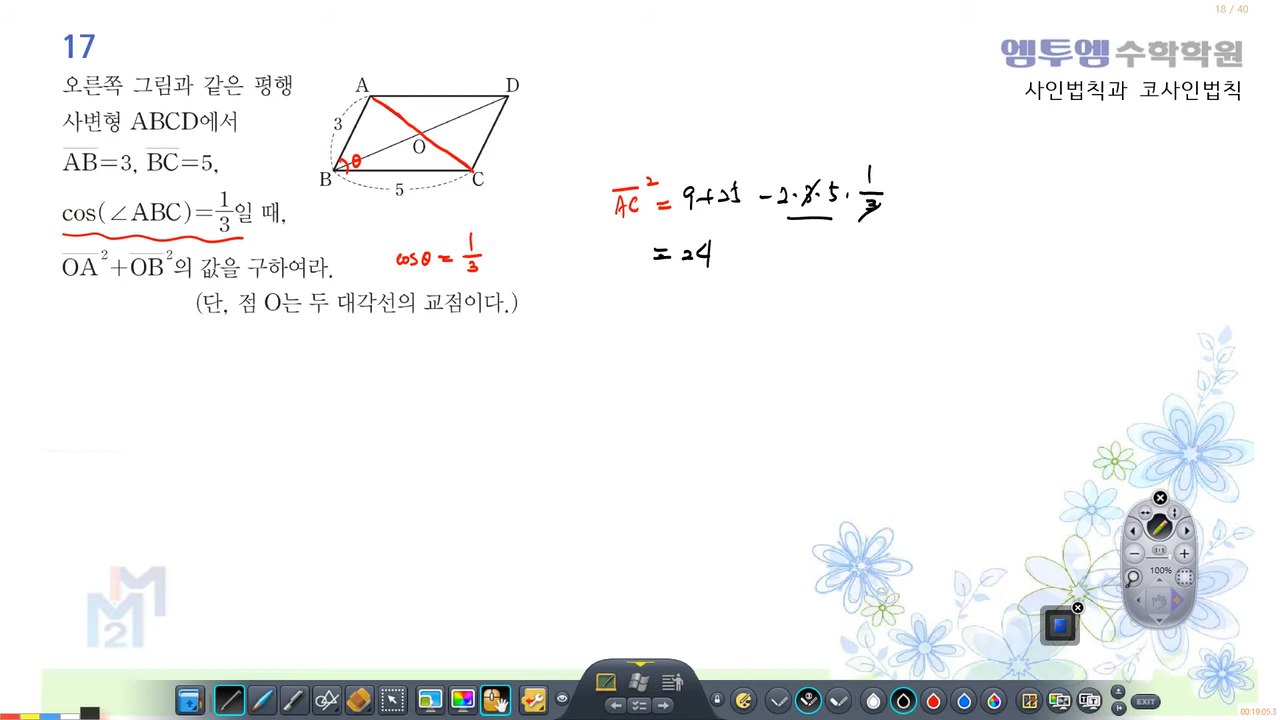 18 / 40
17
엠투엠수학학원
사인법칙과 코사인법칙
오른쪽 그림과 같은 평행
사변형 ABCD에서
AB=3, BC=5,
cos(∠ABC)=1/3일 때,
OA²+OB²의 값을 구하여라.
(단, 점 O는 두 대각선의 교점이다.)
A
D
3
θ
O
B
C
5
cosθ = 1/3
AC² = 9+25 -2·3·5·1/3
= 24
M2M
100%
1:1
EXIT
00:19:05.3